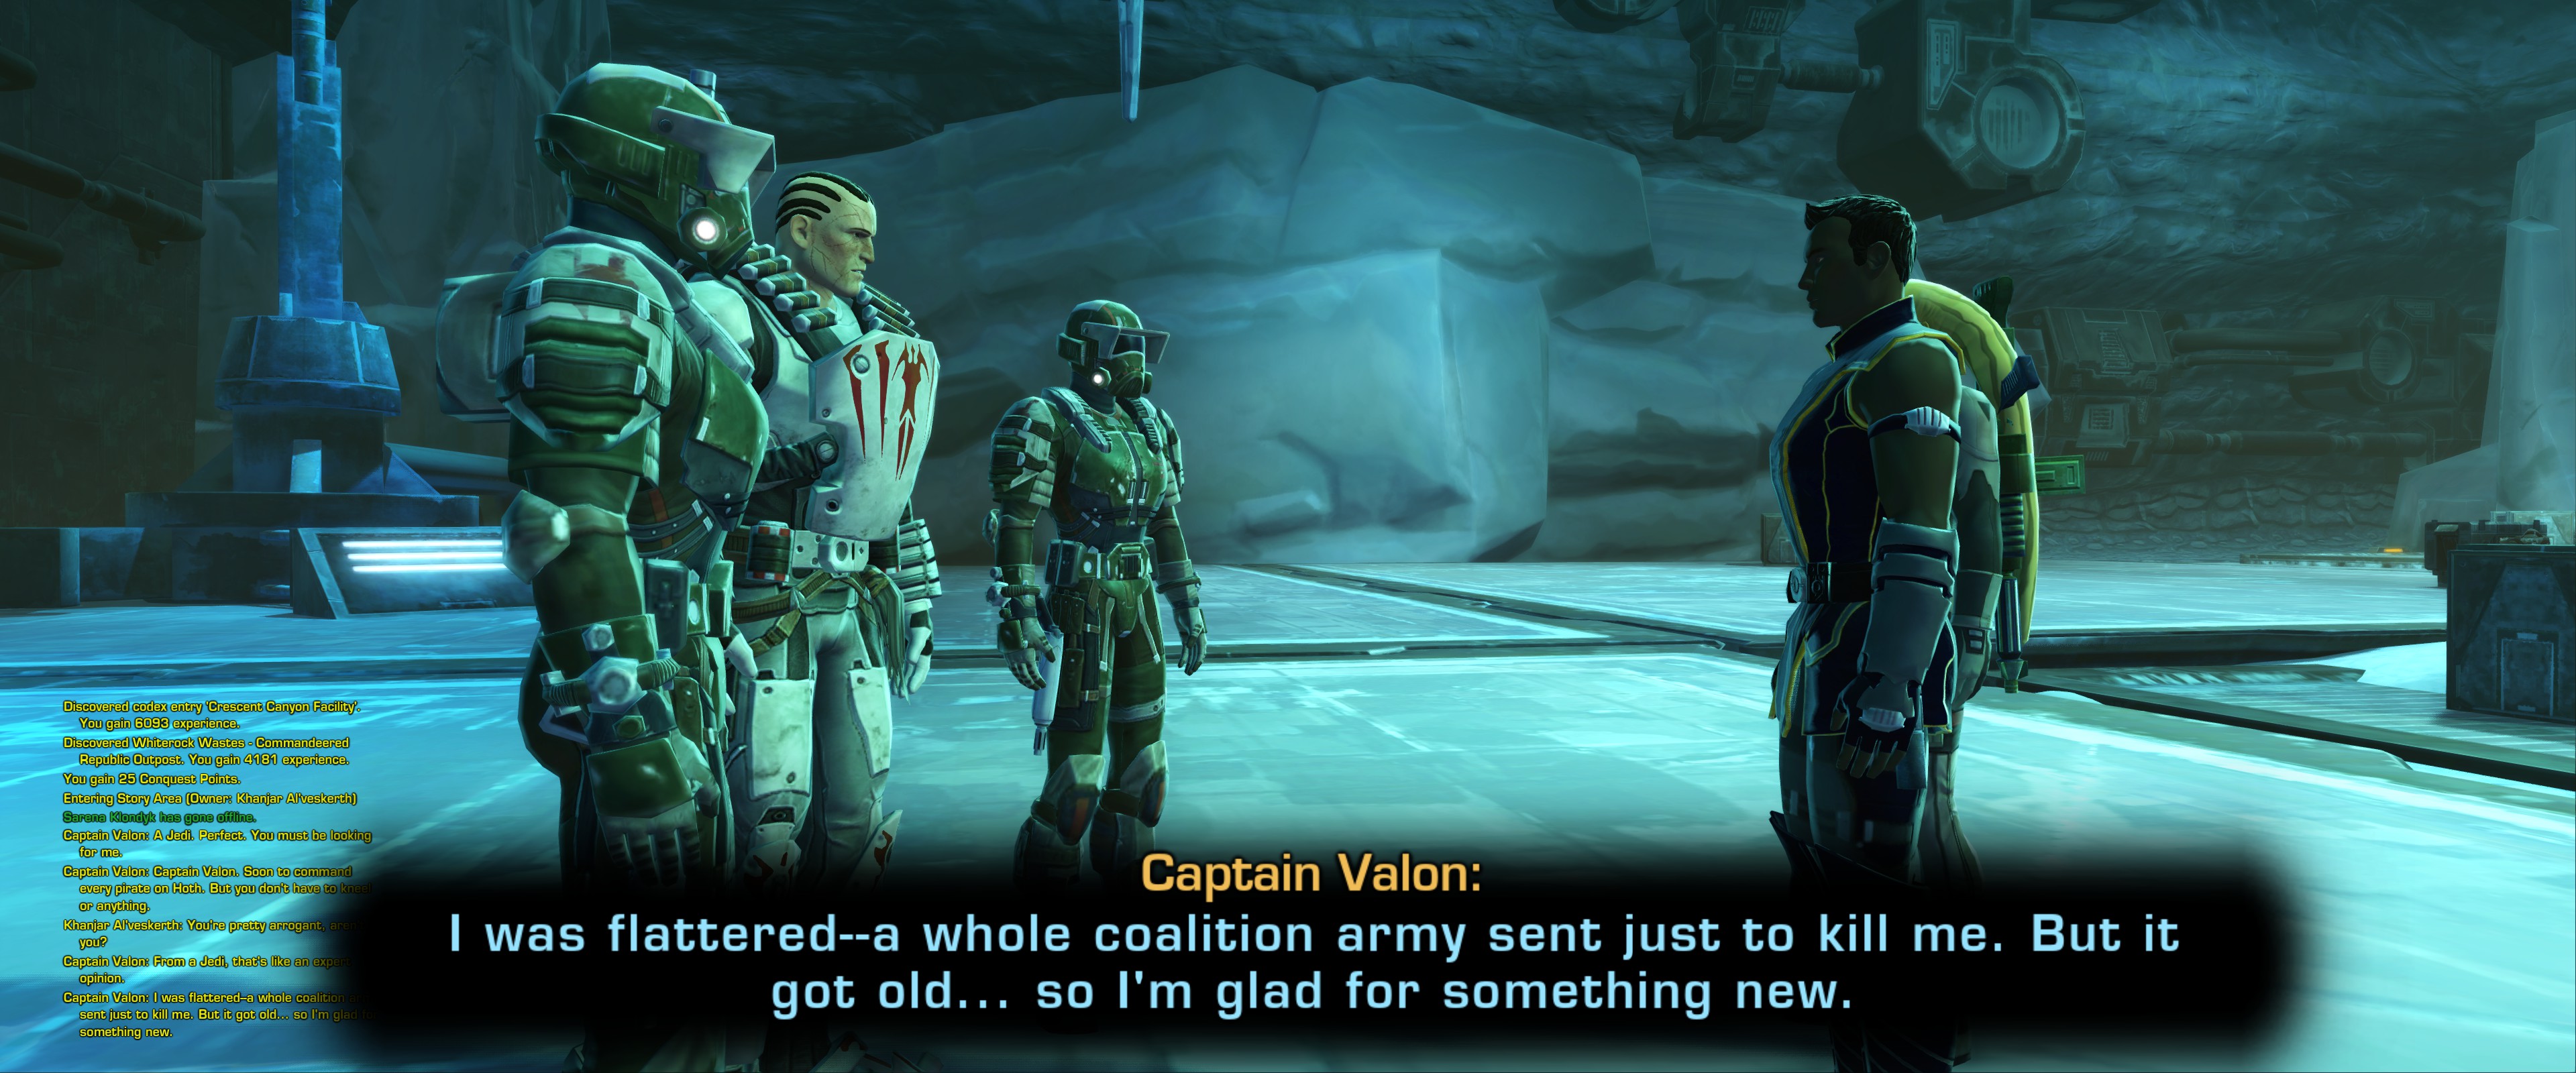 Discovered codex entry 'Crescent Canyon Facility'.
You gain 6093 experience.
Discovered Whiterock Wastes - Commandeered
Republic Outpost. You gain 4181 experience.
You gain 25 Conquest Points.
Entering Story Area (Owner: Khanjar Al'veskerth)
Sarena Klondyk has gone offline.
Captain Valon: A Jedi. Perfect. You must be looking
for me.
Captain Valon: Captain Valon. Soon to command
every pirate on Hoth. But you don't have to kneel
or anything.
Khanjar Al'veskerth: You're pretty arrogant, aren't
you?
Captain Valon: From a Jedi, that's like an expert
opinion.
Captain Valon: I was flattered--a whole coalition
sent just to kill me. But it got old... so I'm glad for
something new.
Captain Valon:
I was flattered--a whole coalition army sent just to kill me. But it
got old... so I'm glad for something new.